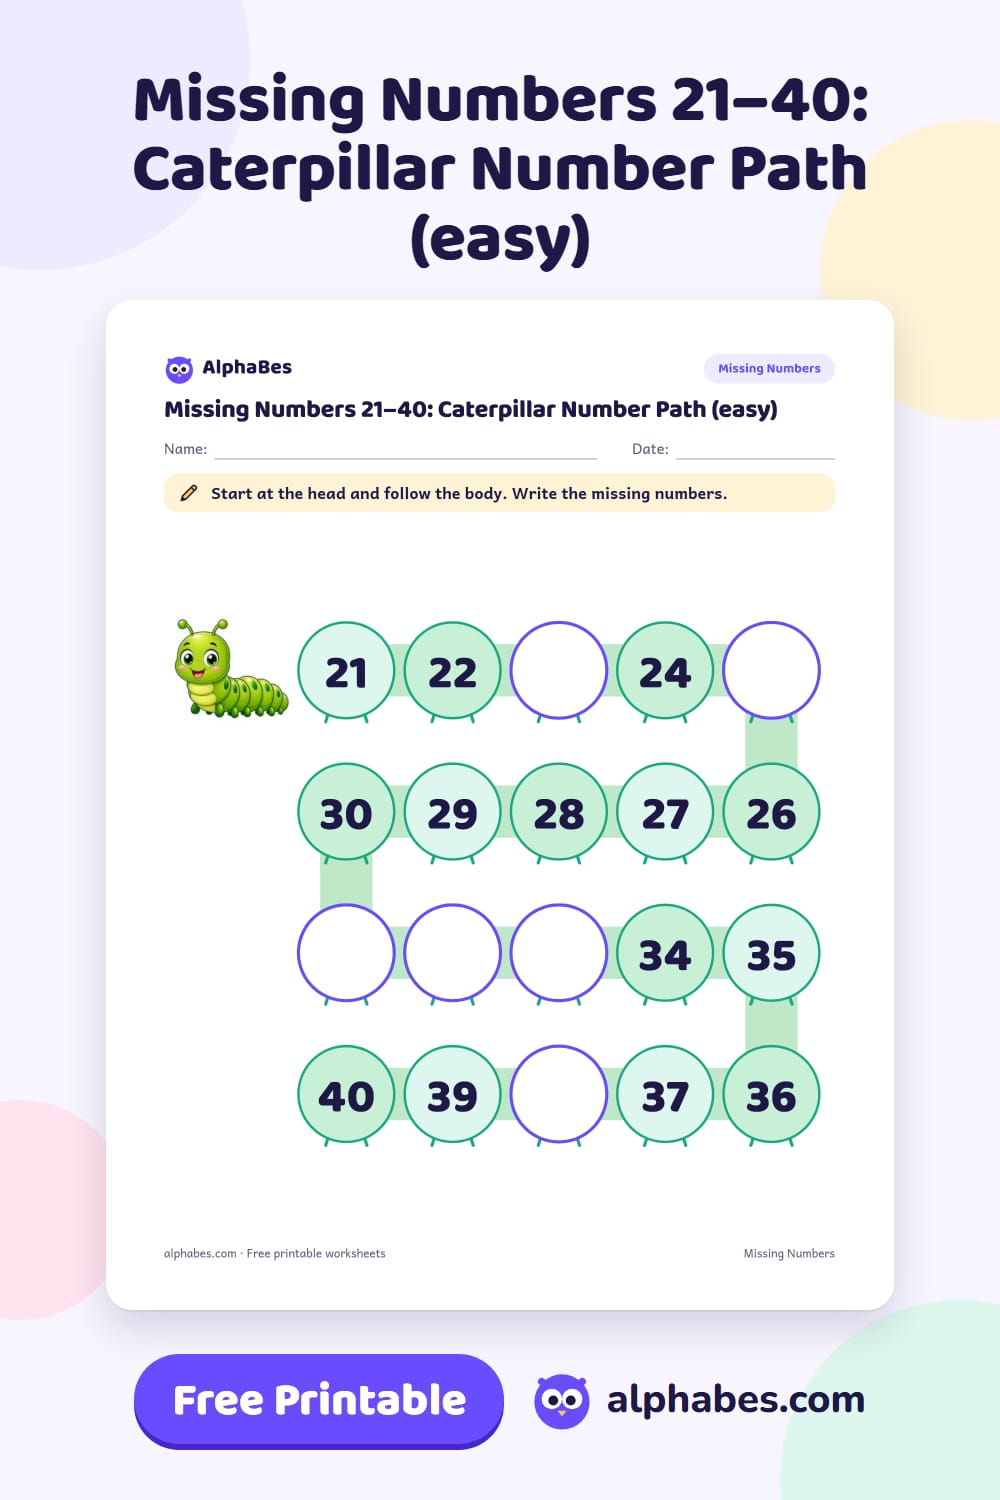 Missing Numbers 21–40:
Caterpillar Number Path
(easy)
AlphaBes
Missing Numbers
Missing Numbers 21–40: Caterpillar Number Path (easy)
Name:
Date:
Start at the head and follow the body. Write the missing numbers.
21 22 24
30 29 28 27 26
34 35
40 39 37 36
alphabes.com · Free printable worksheets
Missing Numbers
Free Printable
alphabes.com